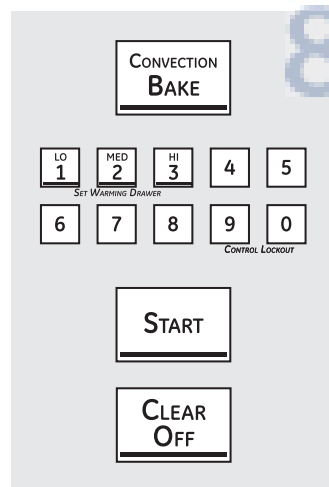 CONVECTION
BAKE
LO MED HI
1 2 3 4 5
SET WARMING DRAWER
6 7 8 9 0
CONTROL LOCKOUT
START
CLEAR
OFF